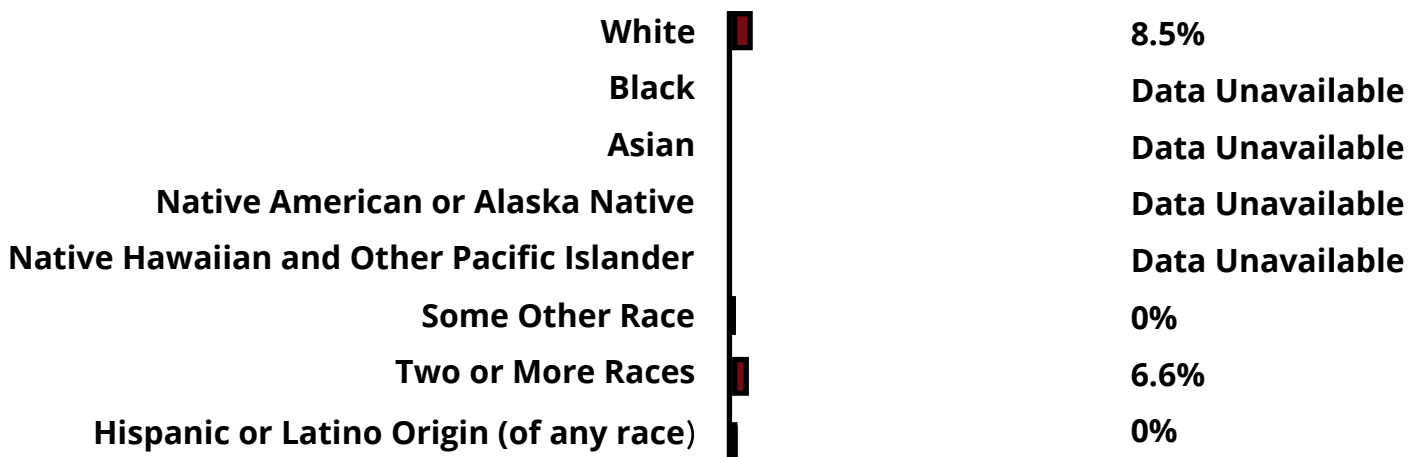 White 8.5%
Black Data Unavailable
Asian Data Unavailable
Native American or Alaska Native Data Unavailable
Native Hawaiian and Other Pacific Islander Data Unavailable
Some Other Race 0%
Two or More Races 6.6%
Hispanic or Latino Origin (of any race) 0%